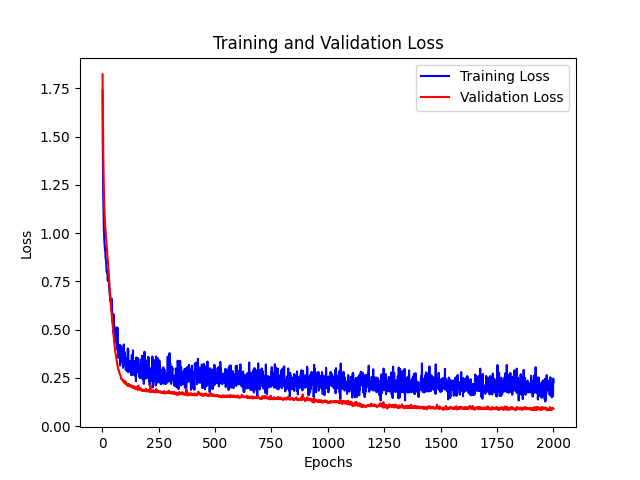 Training and Validation Loss
Training Loss
Validation Loss
Loss
1.75
1.50
1.25
1.00
0.75
0.50
0.25
0.00
0 250 500 750 1000 1250 1500 1750 2000
Epochs